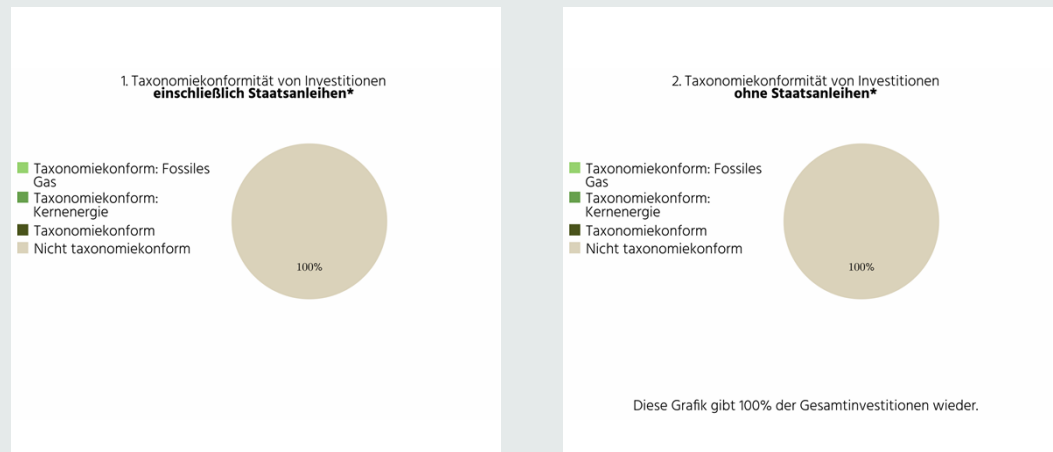 1. Taxonomiekonformität von Investitionen
einschließlich Staatsanleihen*
Taxonomiekonform: Fossiles
Gas
Taxonomiekonform:
Kernenergie
Taxonomiekonform
Nicht taxonomiekonform
100%
2. Taxonomiekonformität von Investitionen
ohne Staatsanleihen*
Taxonomiekonform: Fossiles
Gas
Taxonomiekonform:
Kernenergie
Taxonomiekonform
Nicht taxonomiekonform
100%
Diese Grafik gibt 100% der Gesamtinvestitionen wieder.